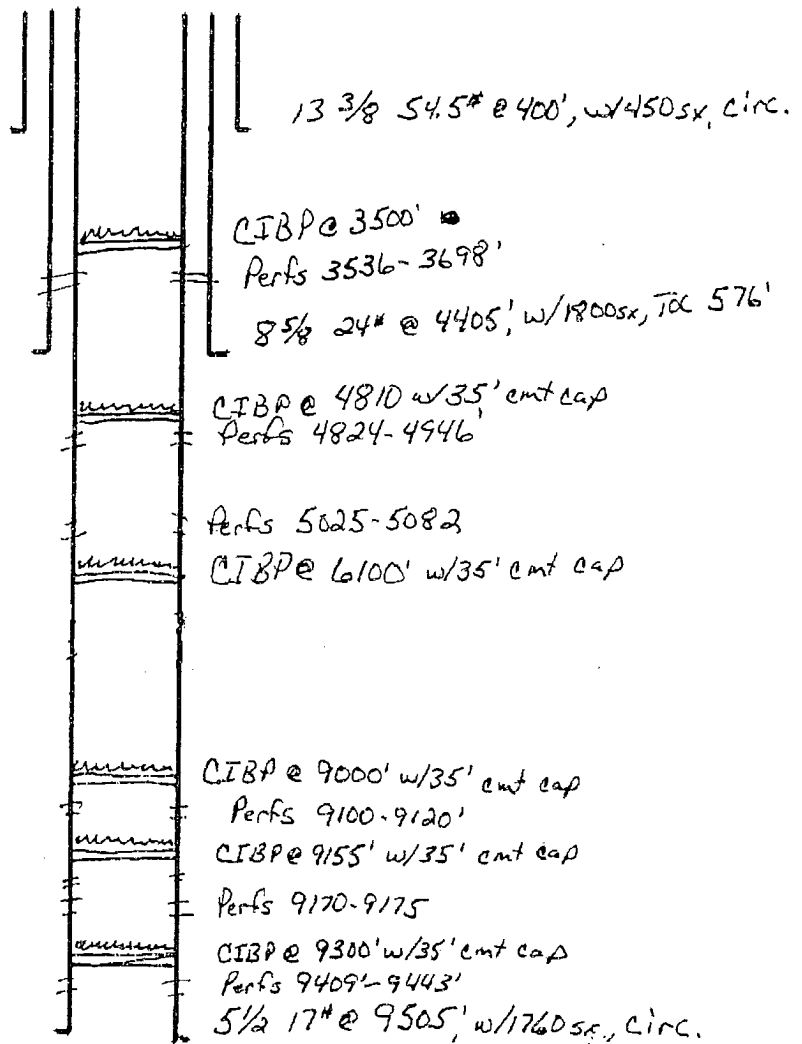 13 3/8 54.5# @ 400', w/450sx, circ.
CIBP @ 3500'
Perfs 3536-3698'
8 5/8 24# @ 4405', w/1800sx, TOC 576'
CIBP @ 4810 w/35' cmt cap
Perfs 4824-4946'
Perfs 5025-5082
CIBP @ 6100' w/35' cmt cap
CIBP @ 9000' w/35' cmt cap
Perfs 9100-9120'
CIBP @ 9155' w/35' cmt cap
Perfs 9170-9175
CIBP @ 9300' w/35' cmt cap
Perfs 9409'-9443'
5 1/2 17# @ 9505', w/1760sx, circ.